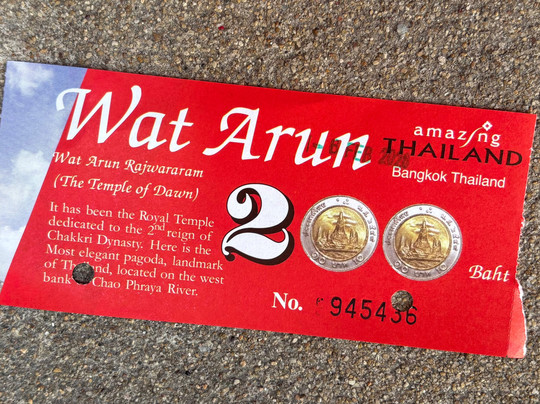 Wat Arun
amazing
THAILAND
Bangkok Thailand
Wat Arun Rajwararam
(The Temple of Dawn)
It has been the Royal Temple
dedicated to the 2nd reign of
Chakkri Dynasty. Here is the
Most elegant pagoda, landmark
of Thailand, located on the west
bank Chao Phraya River.
2
Baht
No. 945436